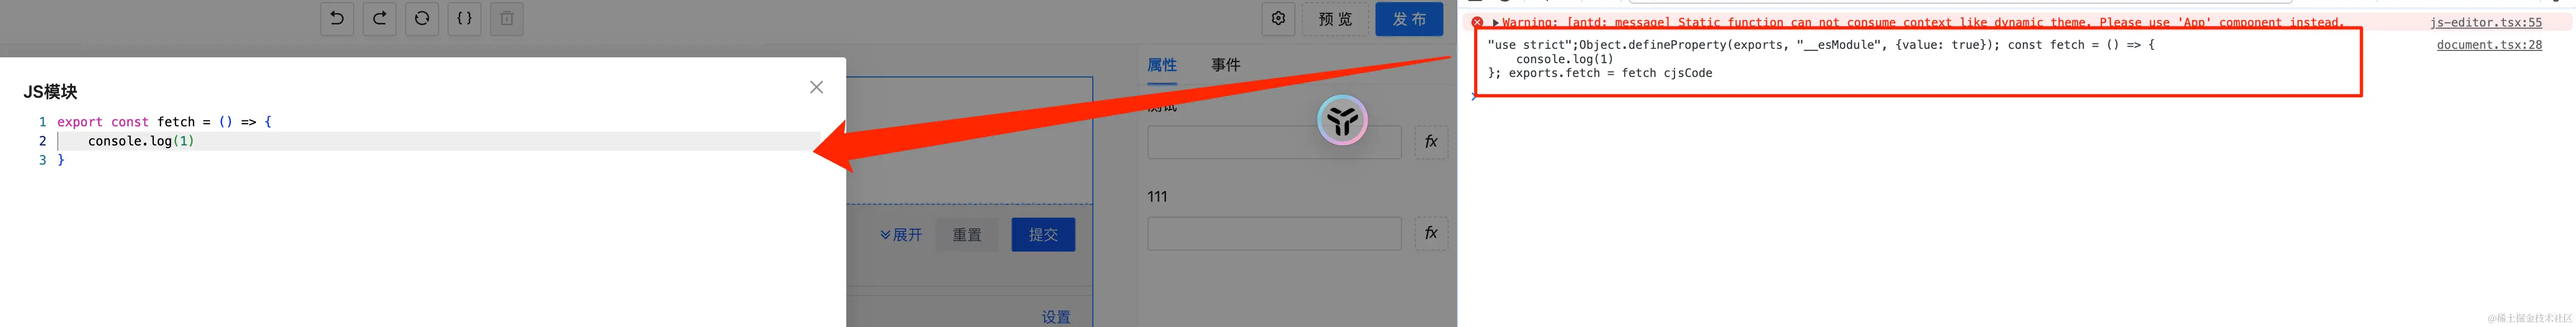 { }
预 览
发 布
JS模块
1 export const fetch = () => {
2 console.log(1)
3 }
属性
事件
fx
111
fx
展开
重置
提交
设置
Warning: [antd: message] Static function can not consume context like dynamic theme. Please use 'App' component instead.
js-editor.tsx:55
"use strict";Object.defineProperty(exports, "__esModule", {value: true}); const fetch = () => {
document.tsx:28
console.log(1)
}; exports.fetch = fetch cjsCode
@稀土掘金技术社区